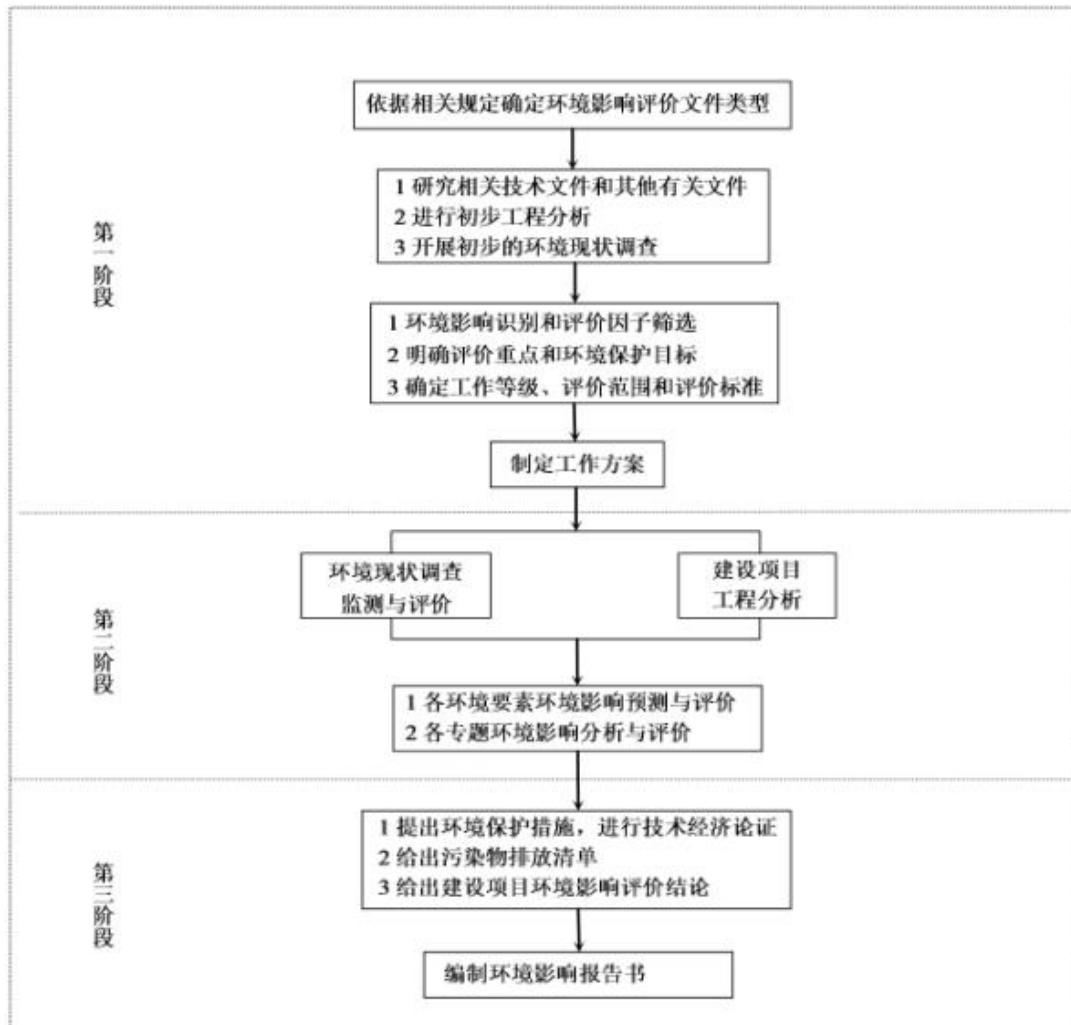 依据相关规定确定环境影响评价文件类型
1 研究相关技术文件和其他有关文件
2 进行初步工程分析
3 开展初步的环境现状调查
第一阶段
1 环境影响识别和评价因子筛选
2 明确评价重点和环境保护目标
3 确定工作等级、评价范围和评价标准
制定工作方案
环境现状调查
监测与评价
建设项目
工程分析
第二阶段
1 各环境要素环境影响预测与评价
2 各专题环境影响分析与评价
1 提出环境保护措施，进行技术经济论证
2 给出污染物排放清单
3 给出建设项目环境影响评价结论
第三阶段
编制环境影响报告书